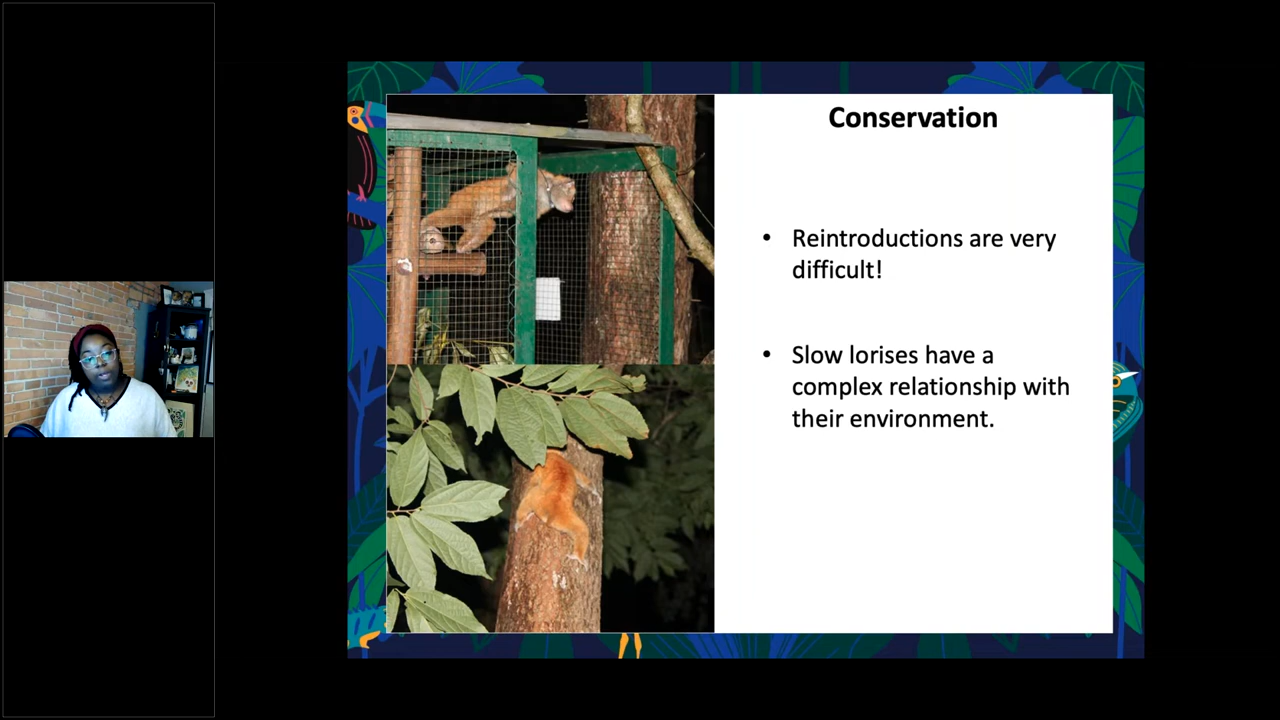 Conservation
• Reintroductions are very
difficult!
• Slow lorises have a
complex relationship with
their environment.